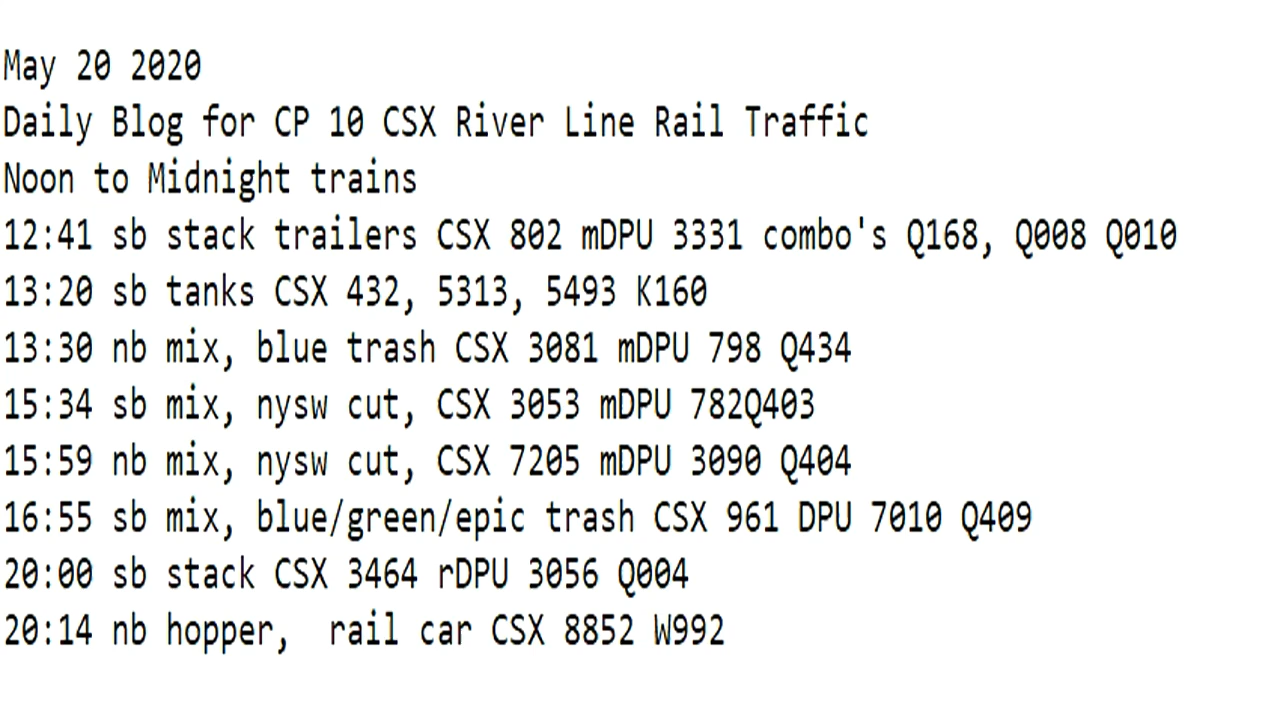 May 20 2020
Daily Blog for CP 10 CSX River Line Rail Traffic
Noon to Midnight trains
12:41 sb stack trailers CSX 802 mDPU 3331 combo's Q168, Q008 Q010
13:20 sb tanks CSX 432, 5313, 5493 K160
13:30 nb mix, blue trash CSX 3081 mDPU 798 Q434
15:34 sb mix, nysw cut, CSX 3053 mDPU 782Q403
15:59 nb mix, nysw cut, CSX 7205 mDPU 3090 Q404
16:55 sb mix, blue/green/epic trash CSX 961 DPU 7010 Q409
20:00 sb stack CSX 3464 rDPU 3056 Q004
20:14 nb hopper,  rail car CSX 8852 W992